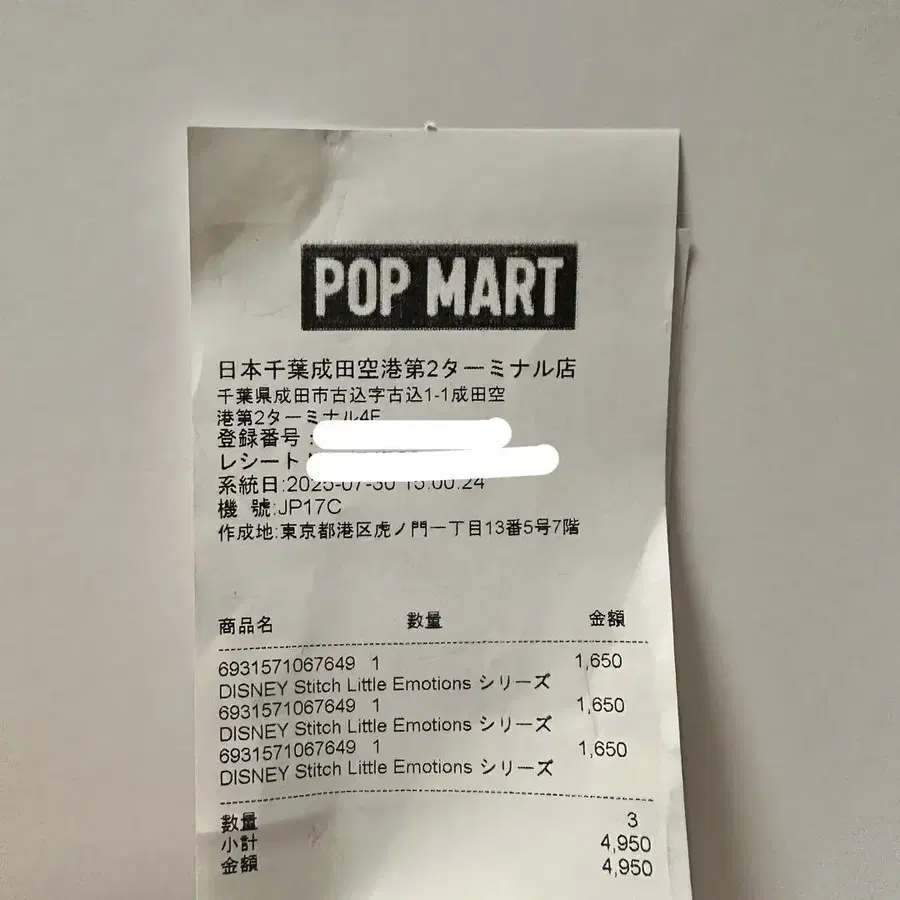 POP MART
日本千葉成田空港第2ターミナル店
千葉県成田市古込字古込1-1成田空
港第2ターミナル4F
登録番号:
レシート
系統日:2025-07-30 15:00:24
機 號:JP17C
作成地:東京都港区虎ノ門一丁目13番5号7階
商品名 數量 金額
6931571067649 1 1,650
DISNEY Stitch Little Emotions シリーズ
6931571067649 1 1,650
DISNEY Stitch Little Emotions シリーズ
6931571067649 1 1,650
DISNEY Stitch Little Emotions シリーズ
數量 3
小計 4,950
金額 4,950